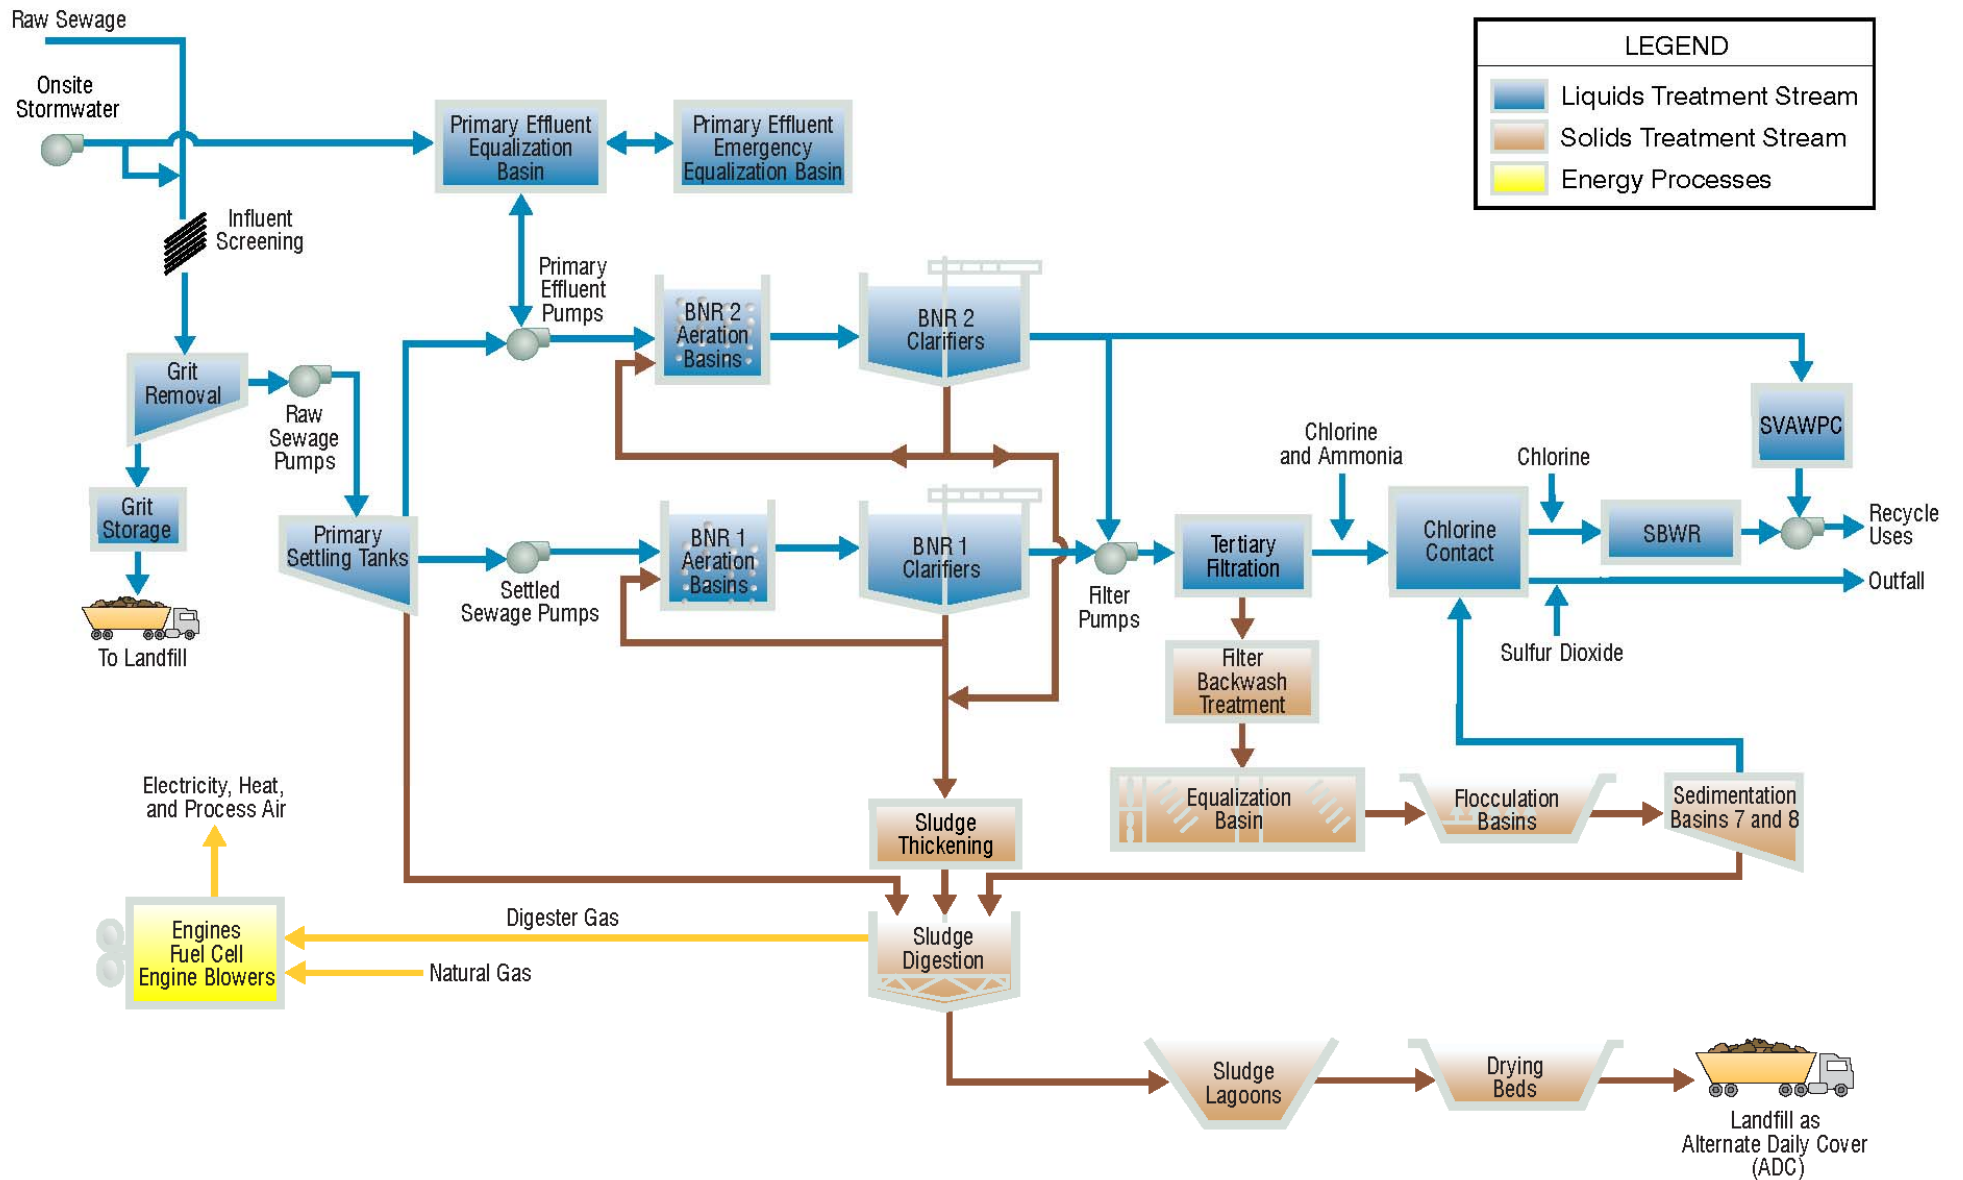 Raw Sewage
Onsite
Stormwater
Primary Effluent
Equalization
Basin
Primary Effluent
Emergency
Equalization Basin
LEGEND
Liquids Treatment Stream
Solids Treatment Stream
Energy Processes
Influent
Screening
Primary
Effluent
Pumps
BNR 2
Aeration
Basins
BNR 2
Clarifiers
Grit
Removal
Raw
Sewage
Pumps
SVAWPC
Chlorine
and Ammonia
Chlorine
Grit
Storage
Primary
Settling Tanks
Settled
Sewage Pumps
BNR 1
Aeration
Basins
BNR 1
Clarifiers
Filter
Pumps
Tertiary
Filtration
Chlorine
Contact
SBWR
Recycle
Uses
Outfall
Sulfur Dioxide
To Landfill
Filter
Backwash
Treatment
Electricity, Heat,
and Process Air
Sludge
Thickening
Equalization
Basin
Flocculation
Basins
Sedimentation
Basins 7 and 8
Engines
Fuel Cell
Engine Blowers
Digester Gas
Natural Gas
Sludge
Digestion
Sludge
Lagoons
Drying
Beds
Landfill as
Alternate Daily Cover
(ADC)